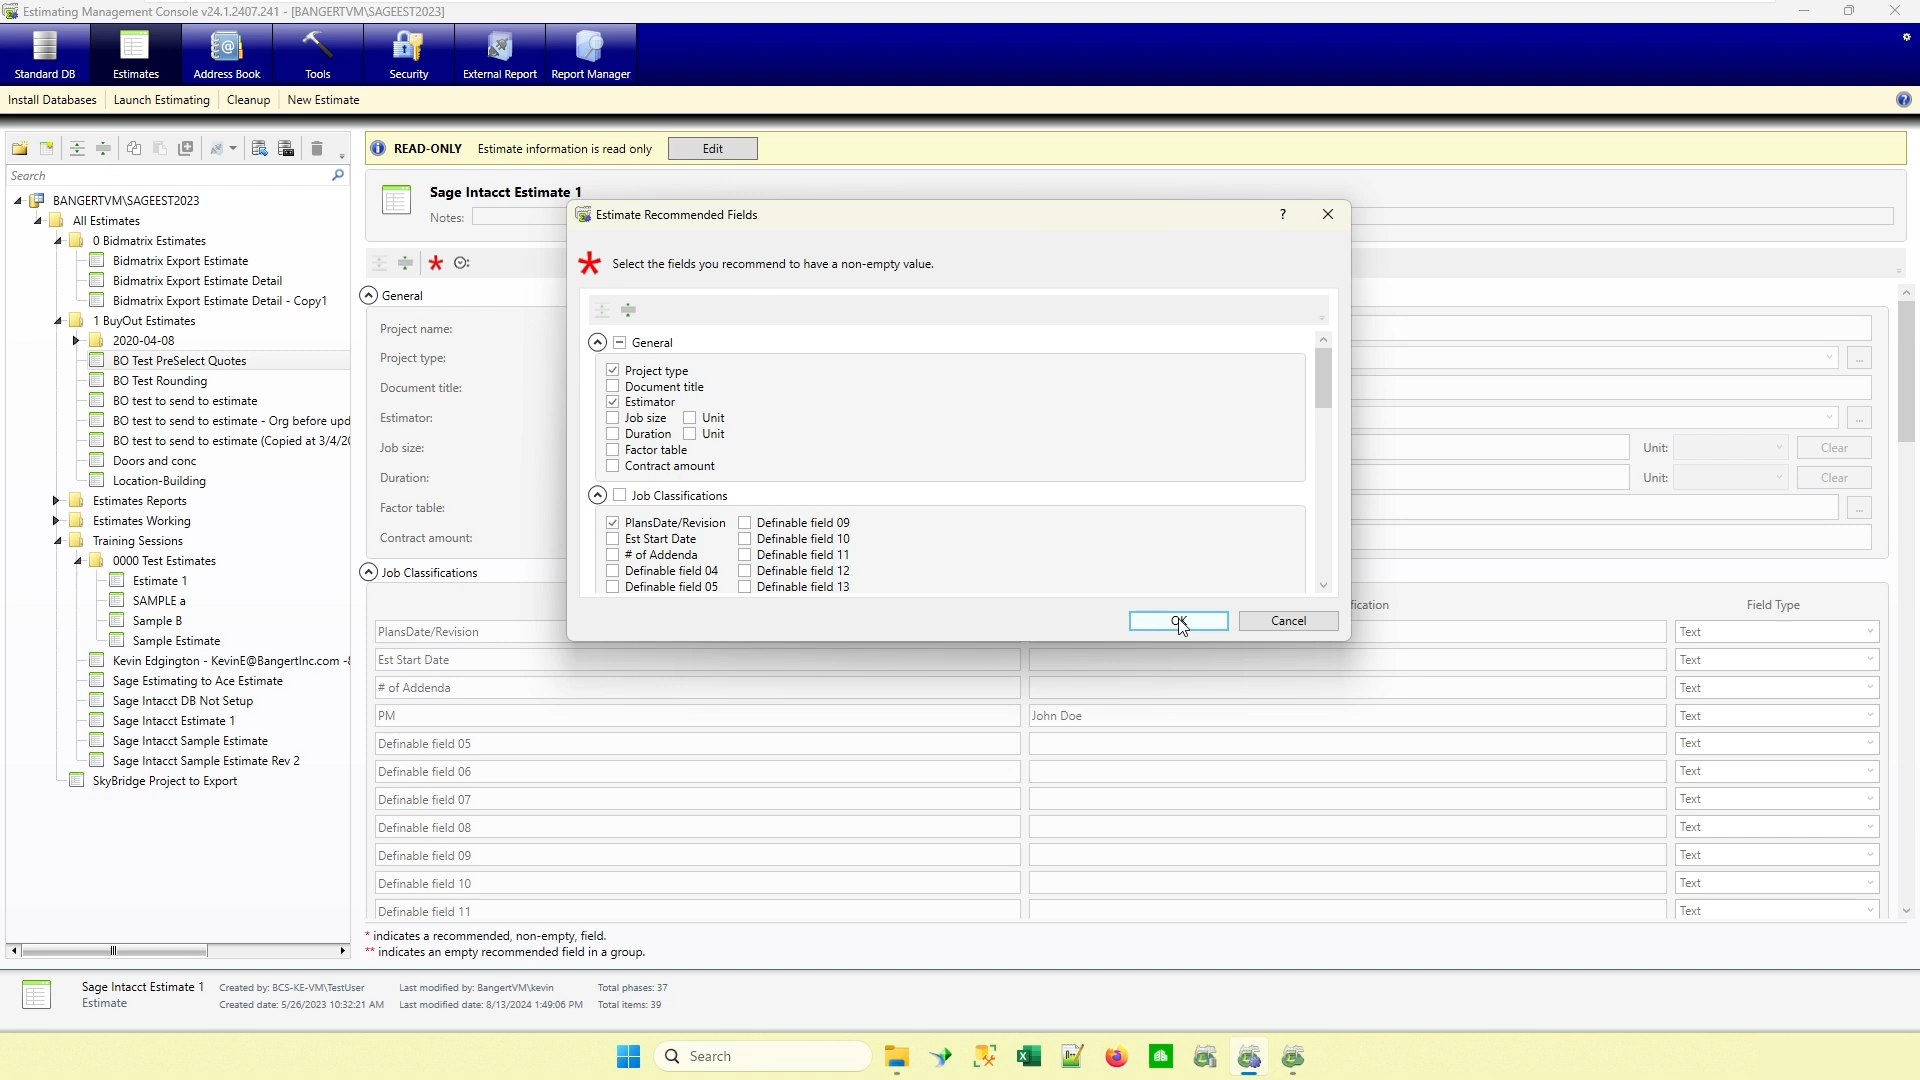 Estimating Management Console v24.1.2407.241 - [BANGERTVM\SAGEEST2023]
Standard DB
Estimates
Address Book
Tools
Security
External Report
Report Manager
Install Databases
Launch Estimating
Cleanup
New Estimate
READ-ONLY Estimate information is read only
Edit
Search
BANGERTVM\SAGEEST2023
All Estimates
0 Bidmatrix Estimates
Bidmatrix Export Estimate
Bidmatrix Export Estimate Detail
Bidmatrix Export Estimate Detail - Copy1
1 BuyOut Estimates
2020-04-08
BO Test PreSelect Quotes
BO Test Rounding
BO test to send to estimate
BO test to send to estimate - Org before upd
BO test to send to estimate (Copied at 3/4/20
Doors and conc
Location-Building
Estimates Reports
Estimates Working
Training Sessions
0000 Test Estimates
Estimate 1
SAMPLE a
Sample B
Sample Estimate
Kevin Edgington - KevinE@BangertInc.com -
Sage Estimating to Ace Estimate
Sage Intacct DB Not Setup
Sage Intacct Estimate 1
Sage Intacct Sample Estimate
Sage Intacct Sample Estimate Rev 2
SkyBridge Project to Export
Sage Intacct Estimate 1
Notes:
General
Project name:
Project type:
Document title:
Estimator:
Job size:
Unit:
Clear
Duration:
Unit:
Clear
Factor table:
Contract amount:
Job Classifications
ification
Field Type
PlansDate/Revision
Text
Est Start Date
Text
# of Addenda
Text
PM
John Doe
Text
Definable field 05
Text
Definable field 06
Text
Definable field 07
Text
Definable field 08
Text
Definable field 09
Text
Definable field 10
Text
Definable field 11
Text
* indicates a recommended, non-empty, field.
** indicates an empty recommended field in a group.
Estimate Recommended Fields
?
* Select the fields you recommend to have a non-empty value.
General
Project type
Document title
Estimator
Job size Unit
Duration Unit
Factor table
Contract amount
Job Classifications
PlansDate/Revision Definable field 09
Est Start Date Definable field 10
# of Addenda Definable field 11
Definable field 04 Definable field 12
Definable field 05 Definable field 13
OK
Cancel
Sage Intacct Estimate 1
Estimate
Created by: BCS-KE-VM\TestUser
Created date: 5/26/2023 10:32:21 AM
Last modified by: BangertVM\kevin
Last modified date: 8/13/2024 1:49:06 PM
Total phases: 37
Total items: 39
Search